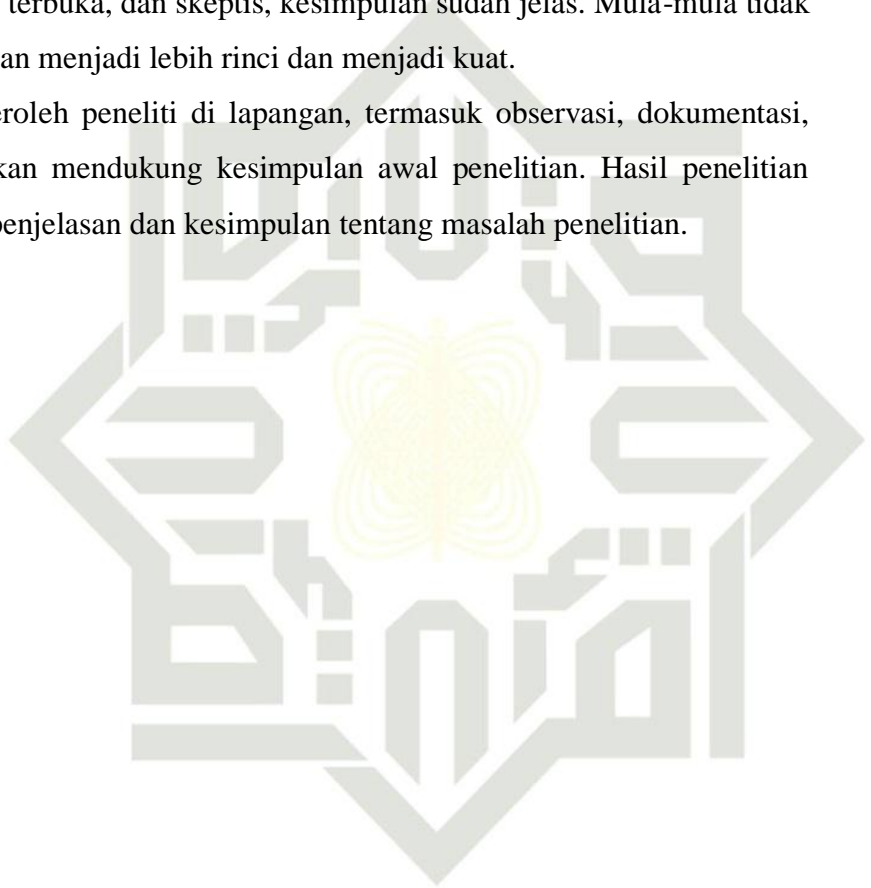 terbuka, dan skeptis, kesimpulan sudah jelas. Mula-mula tidak
an menjadi lebih rinci dan menjadi kuat.
eroleh peneliti di lapangan, termasuk observasi, dokumentasi,
kan mendukung kesimpulan awal penelitian. Hasil penelitian
penjelasan dan kesimpulan tentang masalah penelitian.